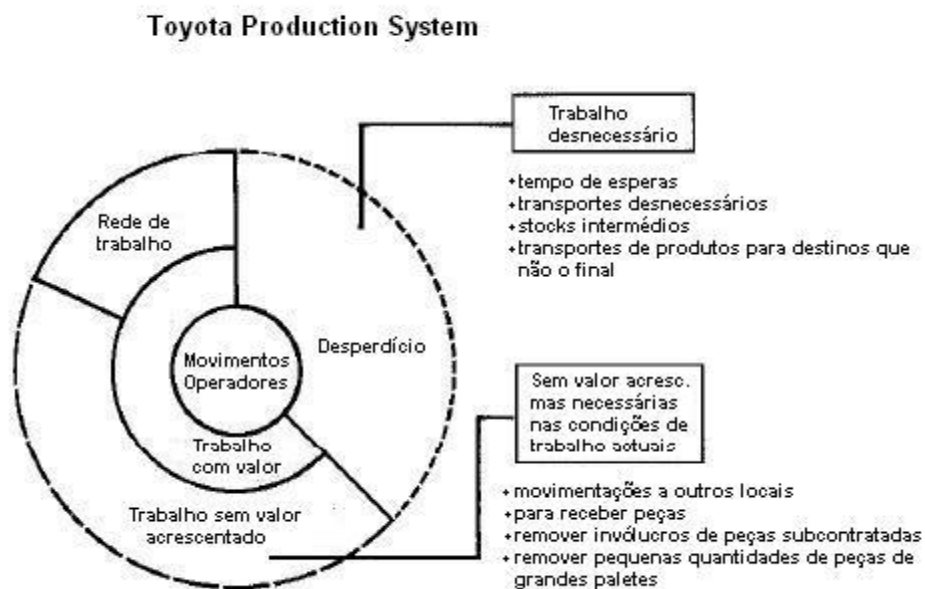 Toyota Production System
Trabalho
desnecessário
+tempo de esperas
+transportes desnecessários
+stocks intermédios
+transportes de produtos para destinos que
não o final
Rede de
trabalho
Desperdício
Movimentos
Operadores
Sem valor acresc.
mas necessárias
nas condições de
trabalho actuais
Trabalho
com valor
Trabalho sem valor
acrescentado
+movimentações a outros locais
+para receber peças
+remover invólucros de peças subcontratadas
+remover pequenas quantidades de peças de
grandes paletes